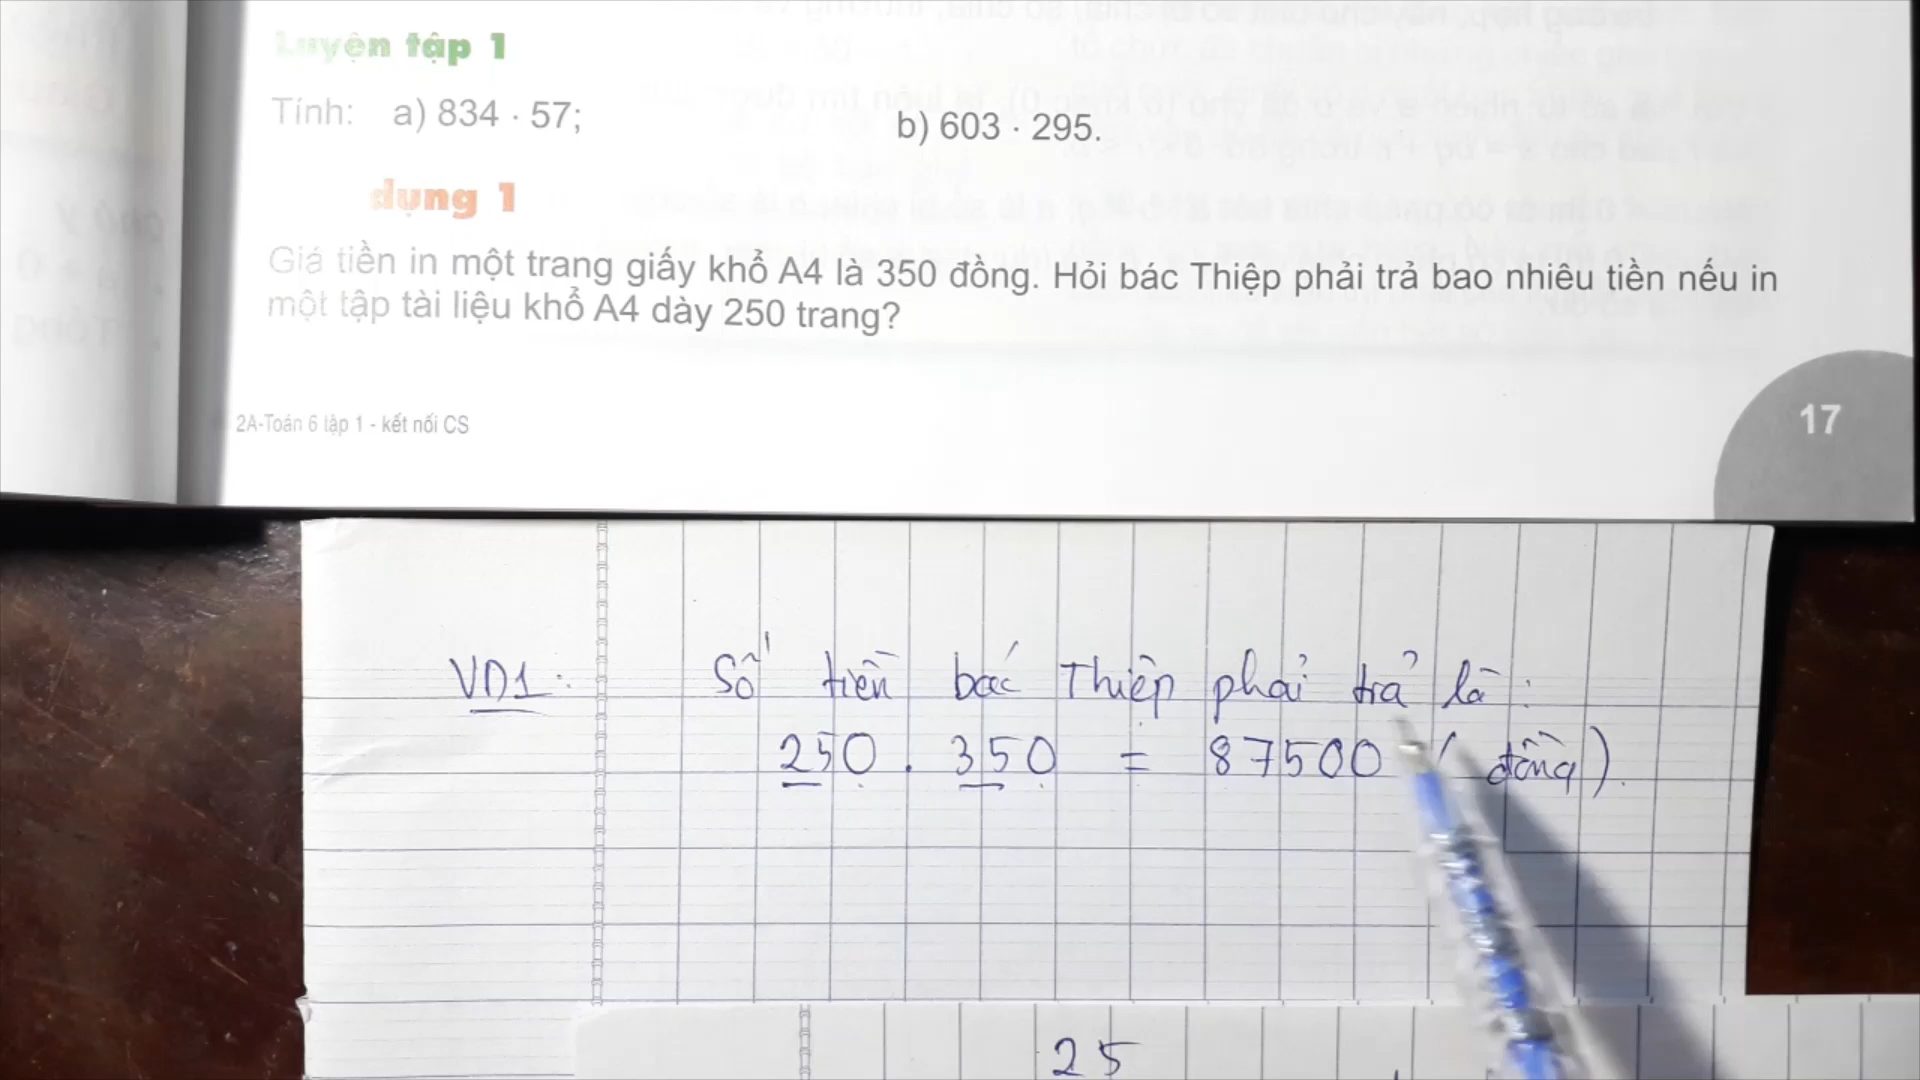 Luyện tập 1
Tính: a) 834 · 57; b) 603 · 295.
dụng 1
Giá tiền in một trang giấy khổ A4 là 350 đồng. Hỏi bác Thiệp phải trả bao nhiêu tiền nếu in
một tập tài liệu khổ A4 dày 250 trang?
2A-Toán 6 tập 1 - kết nối CS
17
VD1: Số tiền bác Thiệp phải trả là:
250 . 350 = 87500 (đồng).
25